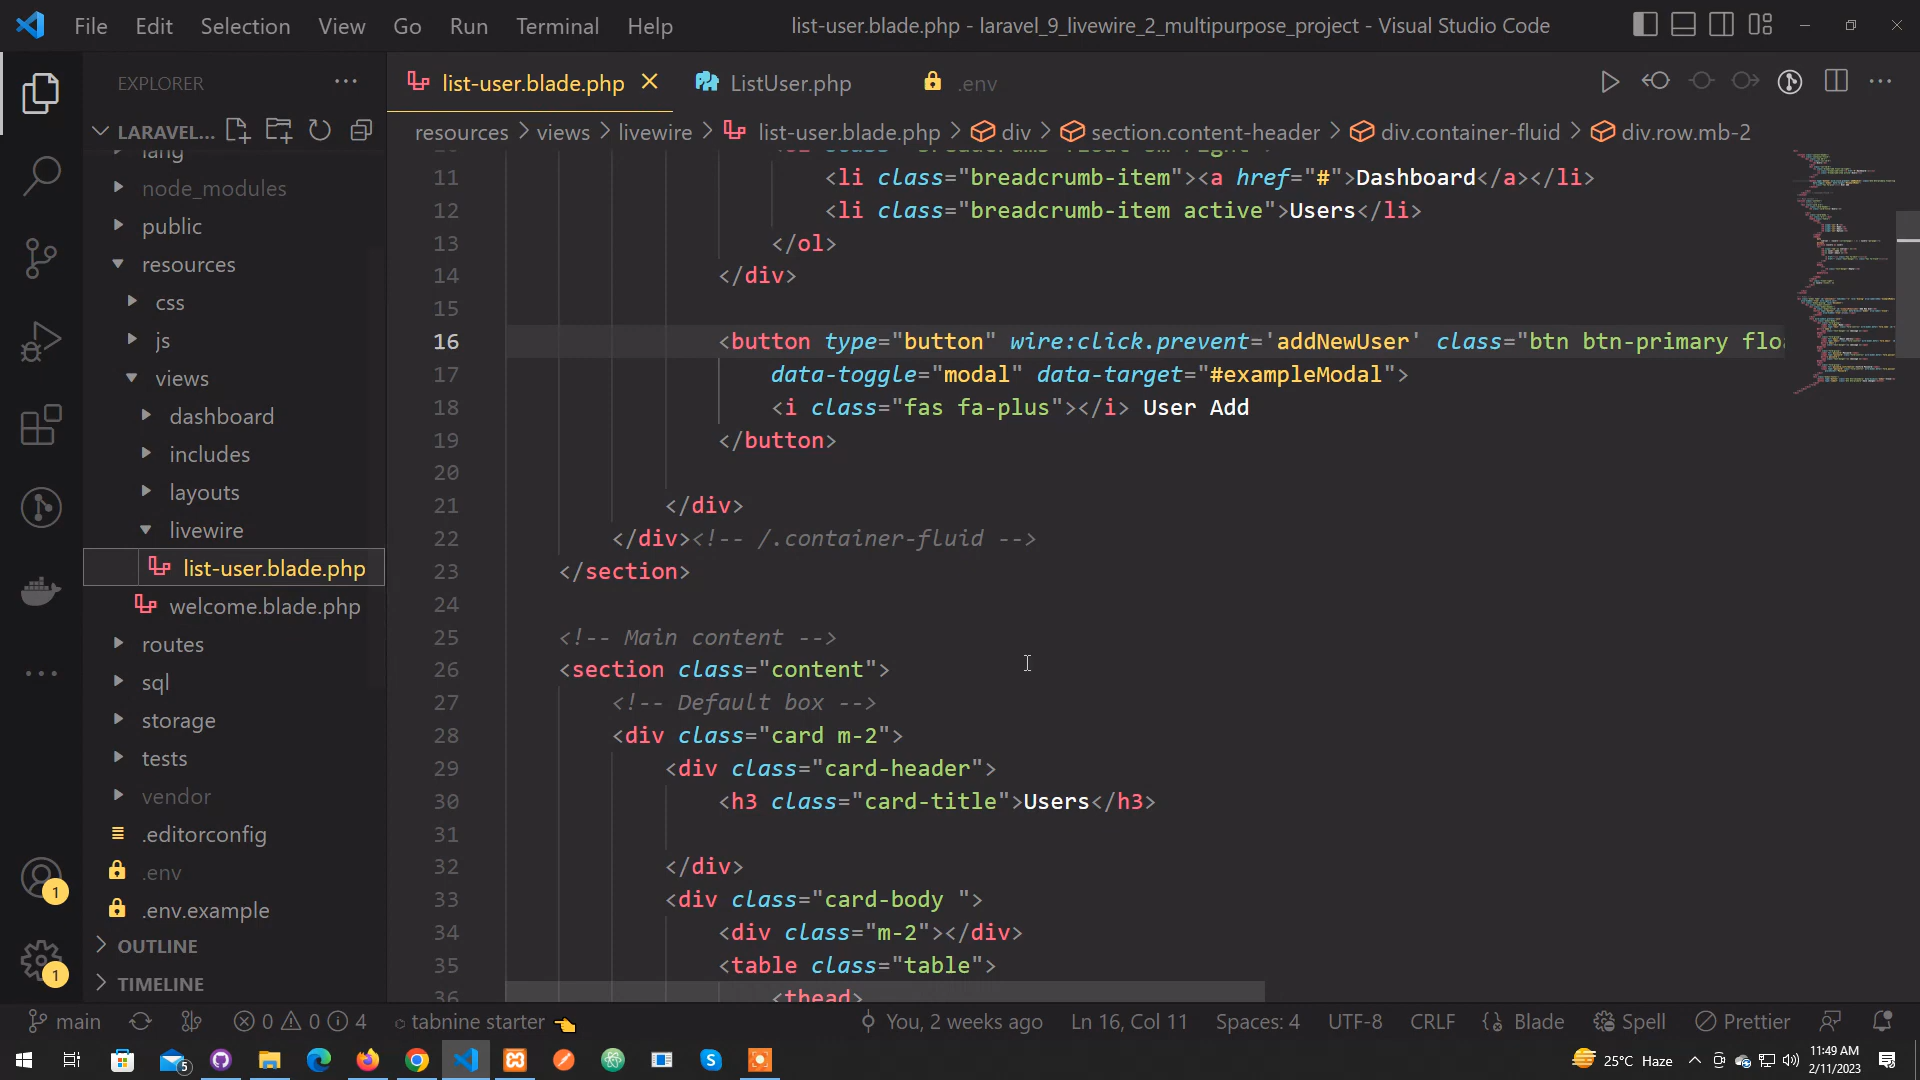 File Edit Selection View Go Run Terminal Help
list-user.blade.php - laravel_9_livewire_2_multipurpose_project - Visual Studio Code
EXPLORER
list-user.blade.php
ListUser.php
.env
LARAVEL...
resources views livewire list-user.blade.php div section.content-header div.container-fluid div.row.mb-2
lang
node_modules
public
resources
css
js
views
dashboard
includes
layouts
livewire
list-user.blade.php
welcome.blade.php
routes
sql
storage
tests
vendor
.editorconfig
.env
.env.example
OUTLINE
TIMELINE
1
1
11 <li class="breadcrumb-item"><a href="#">Dashboard</a></li>
12 <li class="breadcrumb-item active">Users</li>
13 </ol>
14 </div>
15
16 <button type="button" wire:click.prevent='addNewUser' class="btn btn-primary floa
17 data-toggle="modal" data-target="#exampleModal">
18 <i class="fas fa-plus"></i> User Add
19 </button>
20
21 </div>
22 </div><!-- /.container-fluid -->
23 </section>
24
25 <!-- Main content -->
26 <section class="content">
27 <!-- Default box -->
28 <div class="card m-2">
29 <div class="card-header">
30 <h3 class="card-title">Users</h3>
31
32 </div>
33 <div class="card-body ">
34 <div class="m-2"></div>
35 <table class="table">
36 <thead>
main 0 0 4 tabnine starter You, 2 weeks ago Ln 16, Col 11 Spaces: 4 UTF-8 CRLF Blade Spell Prettier
5
25°C Haze
11:49 AM
2/11/2023